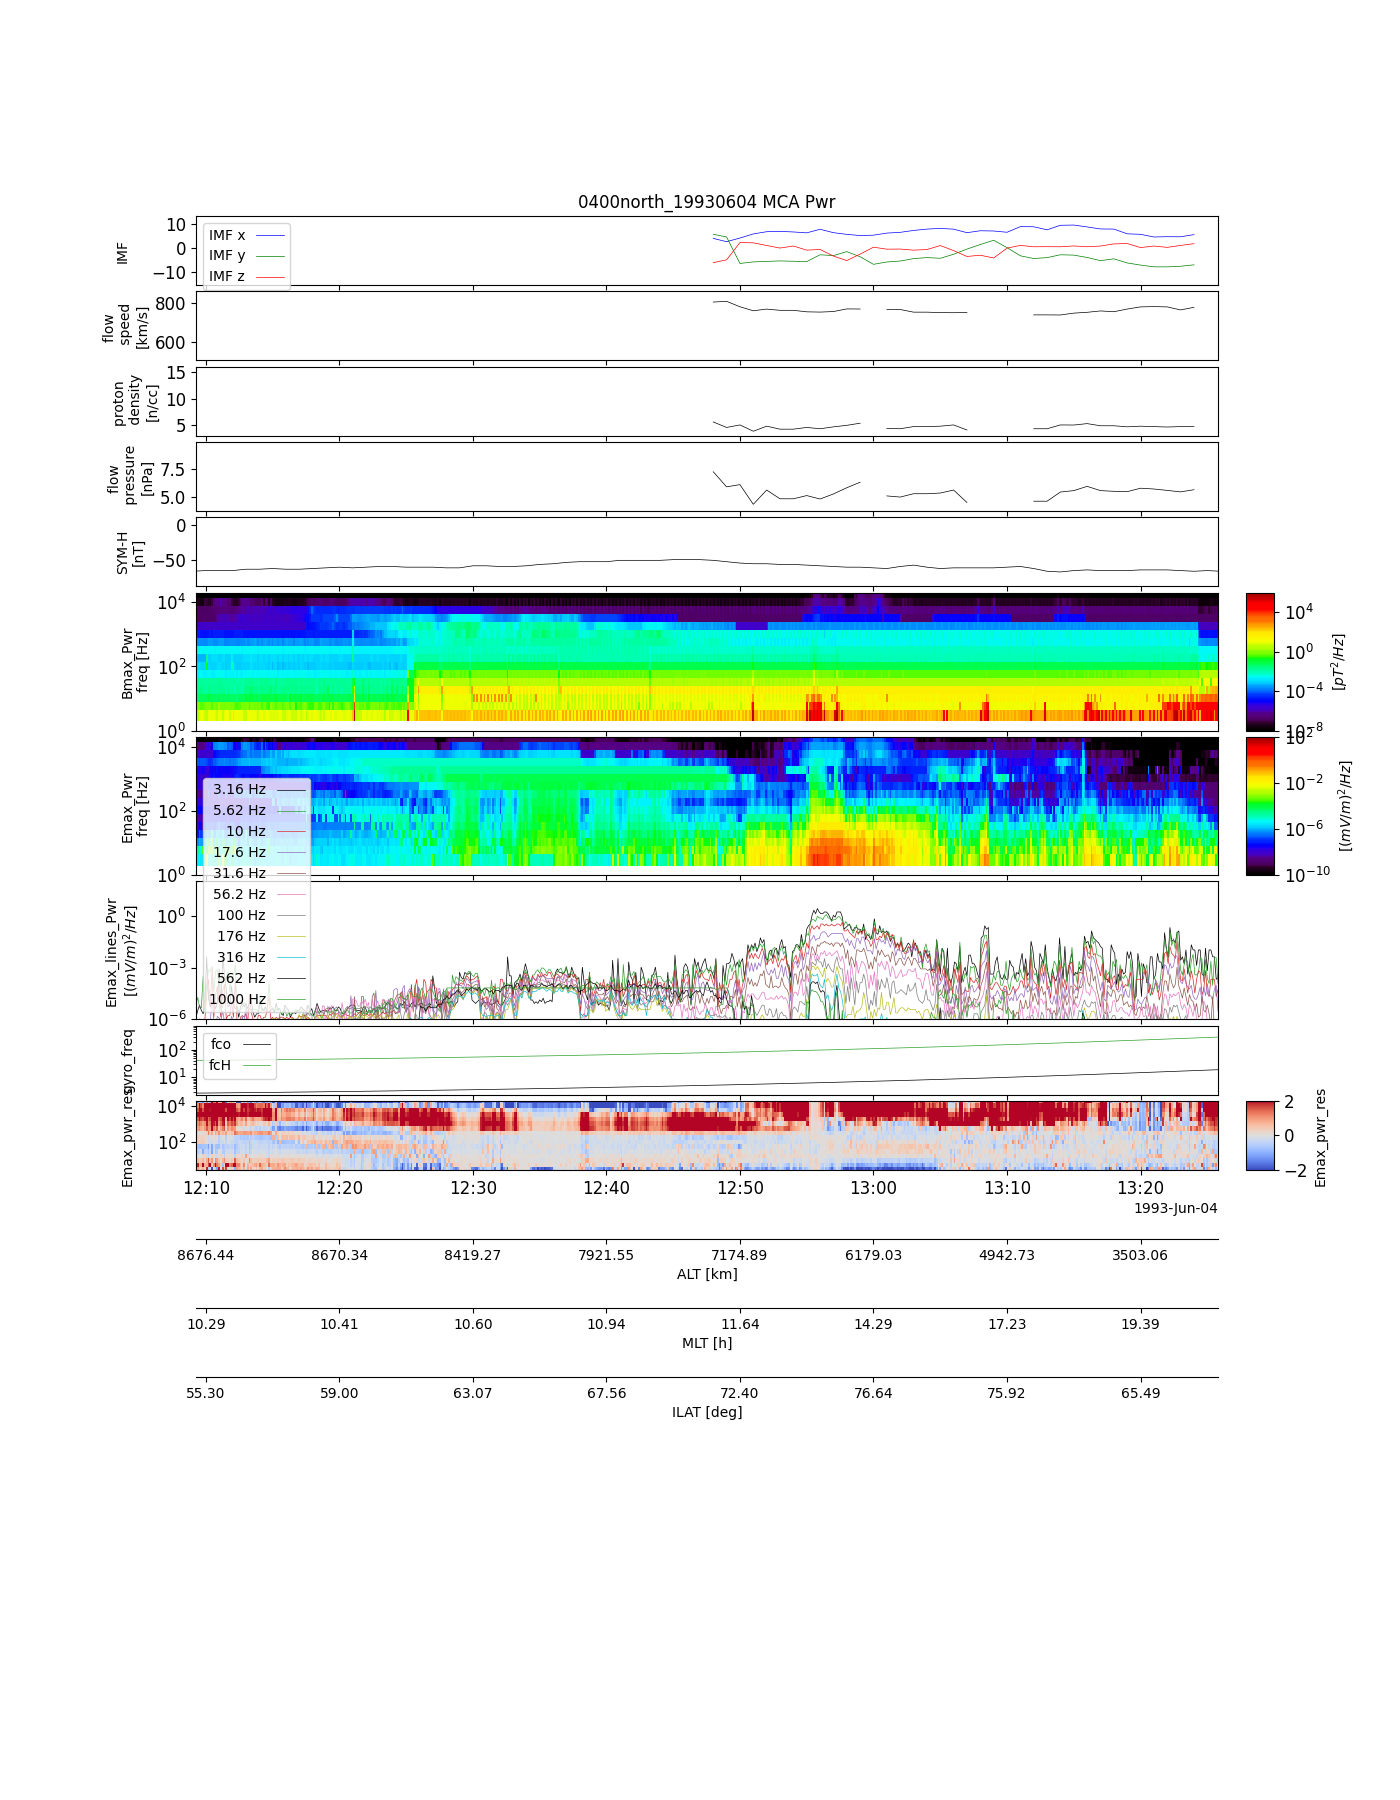 0400north_19930604 MCA Pwr
IMF
10
0
−10
IMF x
IMF y
IMF z
flow
speed
[km/s]
800
600
proton
density
[n/cc]
15
10
5
flow
pressure
[nPa]
7.5
5.0
SYM-H
[nT]
0
−50
Bmax_Pwr
freq [Hz]
10^4
10^2
10^0
10^4
10^0
10^−4
10^−8
[pT^2/Hz]
Emax_Pwr
freq [Hz]
10^4
10^2
10^0
10^2
10^−2
10^−6
10^−10
[(mV/m)^2/Hz]
3.16 Hz
5.62 Hz
10 Hz
17.6 Hz
31.6 Hz
56.2 Hz
100 Hz
176 Hz
316 Hz
562 Hz
1000 Hz
Emax_lines_Pwr
[(mV/m)^2/Hz]
10^0
10^−3
10^−6
gyro_freq
10^2
10^1
fco
fcH
Emax_pwr_res
10^4
10^2
2
0
−2
Emax_pwr_res
12:10 12:20 12:30 12:40 12:50 13:00 13:10 13:20
1993-Jun-04
8676.44 8670.34 8419.27 7921.55 7174.89 6179.03 4942.73 3503.06
ALT [km]
10.29 10.41 10.60 10.94 11.64 14.29 17.23 19.39
MLT [h]
55.30 59.00 63.07 67.56 72.40 76.64 75.92 65.49
ILAT [deg]